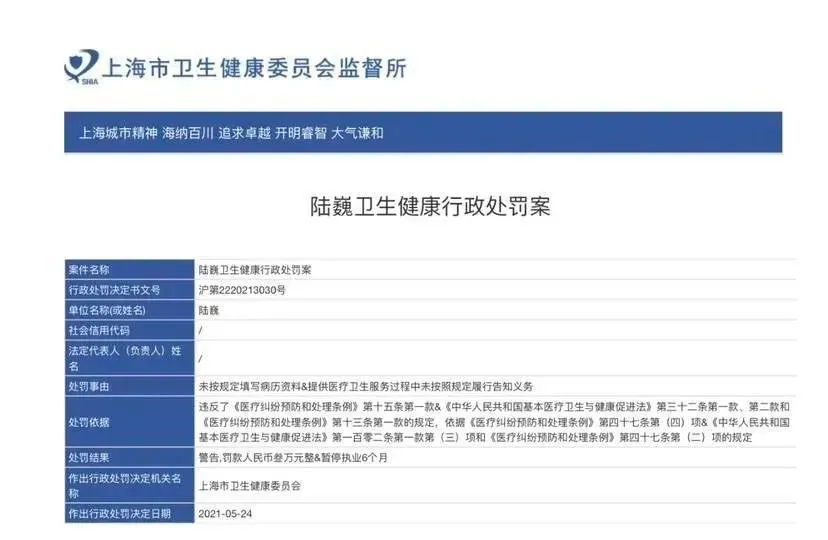 SHIA
上海市卫生健康委员会监督所
上海城市精神 海纳百川 追求卓越 开明睿智 大气谦和
陆巍卫生健康行政处罚案
案件名称 陆巍卫生健康行政处罚案
行政处罚决定书文号 沪第2220213030号
单位名称(或姓名) 陆巍
社会信用代码 /
法定代表人（负责人）姓
名
/
处罚事由 未按规定填写病历资料&提供医疗卫生服务过程中未按照规定履行告知义务
处罚依据
违反了《医疗纠纷预防和处理条例》第十五条第一款&《中华人民共和国基本医疗卫生与健康促进法》第三十二条第一款、第二款和
《医疗纠纷预防和处理条例》第十三条第一款的规定，依据《医疗纠纷预防和处理条例》第四十七条第（四）项&《中华人民共和国
基本医疗卫生与健康促进法》第一百零二条第一款第（三）项和《医疗纠纷预防和处理条例》第四十七条第（二）项的规定
处罚结果 警告,罚款人民币叁万元整&暂停执业6个月
作出行政处罚决定机关名
称
上海市卫生健康委员会
作出行政处罚决定日期 2021-05-24